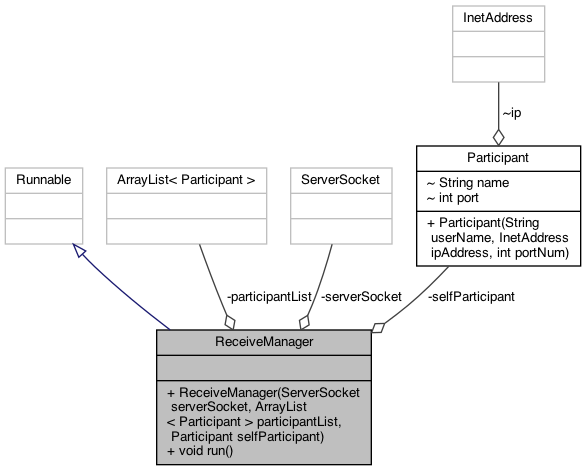 InetAddress
~ip
Participant
~ String name
~ int port
+ Participant(String
userName, InetAddress
ipAddress, int portNum)
Runnable
ArrayList< Participant >
ServerSocket
-participantList
-serverSocket
-selfParticipant
ReceiveManager
+ ReceiveManager(ServerSocket
serverSocket, ArrayList
< Participant > participantList,
Participant selfParticipant)
+ void run()